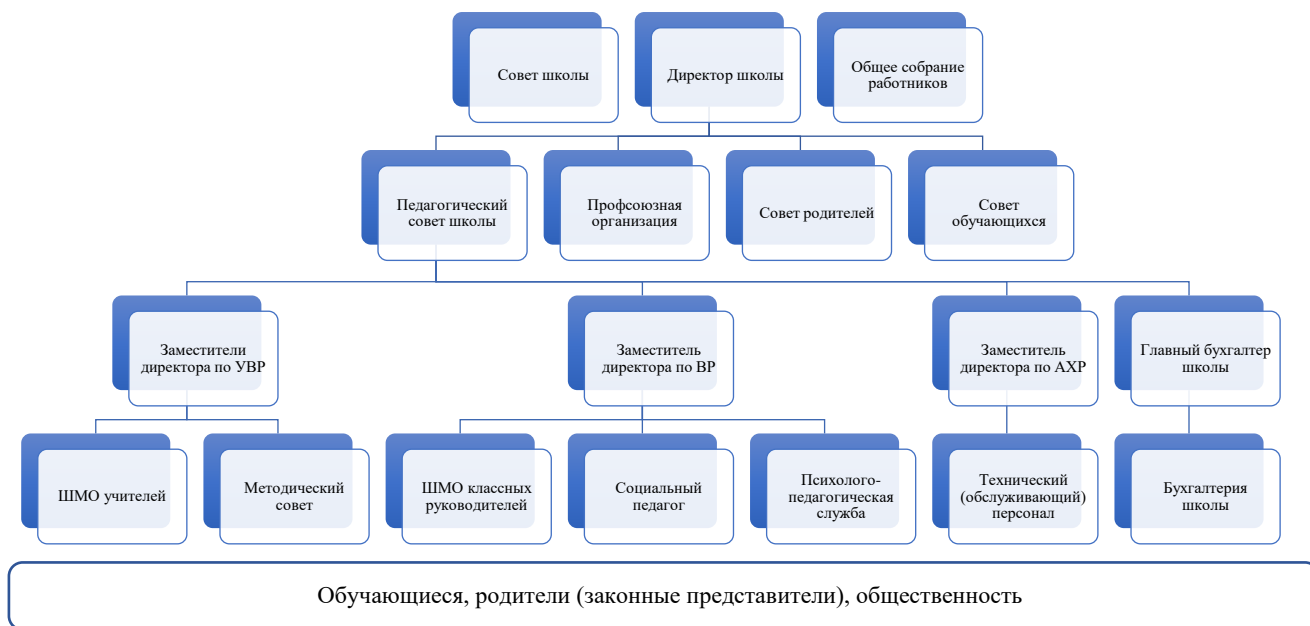 Совет школы
Директор школы
Общее собрание
работников
Педагогический
совет школы
Профсоюзная
организация
Совет родителей
Совет
обучающихся
Заместители
директора по УВР
Заместитель
директора по ВР
Заместитель
директора по АХР
Главный бухгалтер
школы
ШМО учителей
Методический
совет
ШМО классных
руководителей
Социальный
педагог
Психолого-
педагогическая
служба
Технический
(обслуживающий)
персонал
Бухгалтерия
школы
Обучающиеся, родители (законные представители), общественность